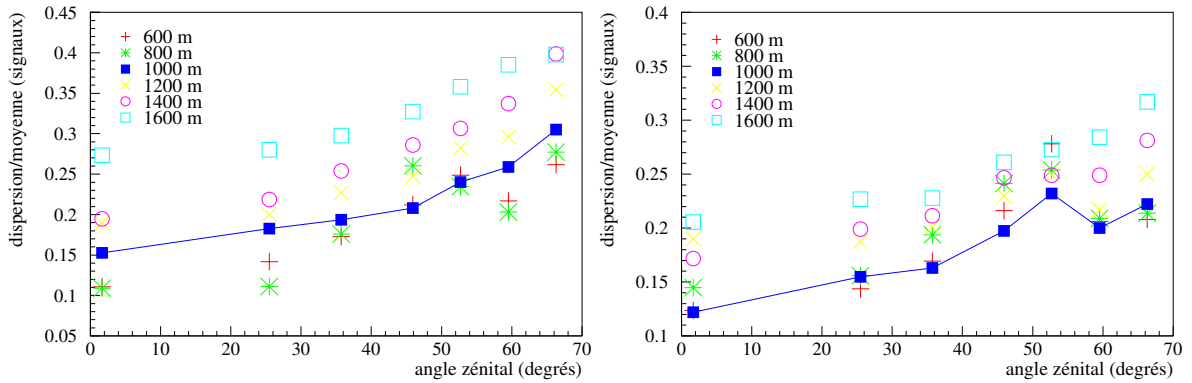 dispersion/moyenne (signaux)
0.45
0.4
0.35
0.3
0.25
0.2
0.15
0.1
0.05
600 m
800 m
1000 m
1200 m
1400 m
1600 m
0 10 20 30 40 50 60 70
angle zénital (degrés)
dispersion/moyenne (signaux)
0.4
0.35
0.3
0.25
0.2
0.15
0.1
600 m
800 m
1000 m
1200 m
1400 m
1600 m
0 10 20 30 40 50 60 70
angle zénital (degrés)